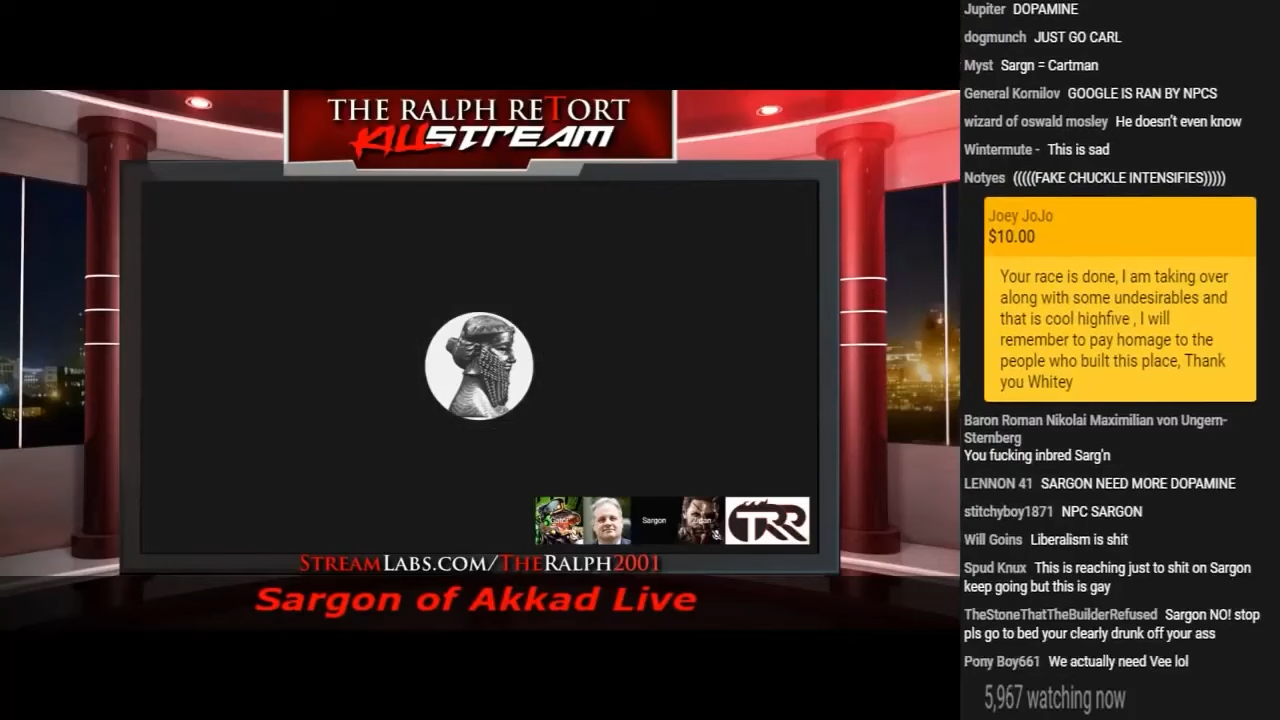 THE RALPH RETORT
KILLSTREAM
Gator
Sargon
TRR
STREAMLABS.COM/THERALPH2001
Sargon of Akkad Live
Jupiter DOPAMINE
dogmunch JUST GO CARL
Myst Sargn = Cartman
General Kornilov GOOGLE IS RAN BY NPCS
wizard of oswald mosley He doesn't even know
Wintermute - This is sad
Notyes (((((FAKE CHUCKLE INTENSIFIES)))))
Joey JoJo
$10.00
Your race is done, I am taking over
along with some undesirables and
that is cool highfive , I will
remember to pay homage to the
people who built this place, Thank
you Whitey
Baron Roman Nikolai Maximilian von Ungern-
Sternberg
You fucking inbred Sarg'n
LENNON 41 SARGON NEED MORE DOPAMINE
stitchyboy1871 NPC SARGON
Will Goins Liberalism is shit
Spud Knux This is reaching just to shit on Sargon
keep going but this is gay
TheStoneThatTheBuilderRefused Sargon NO! stop
pls go to bed your clearly drunk off your ass
Pony Boy661 We actually need Vee lol
5,967 watching now